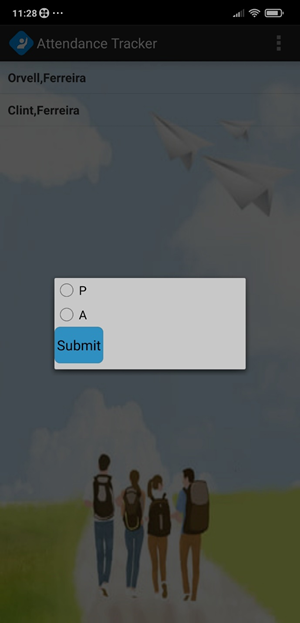 11:28
Attendance Tracker
Orvell,Ferreira
Clint,Ferreira
P
A
Submit